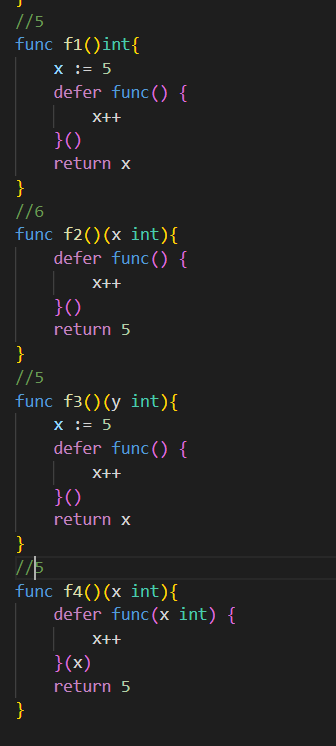 }
//5
func f1()int{
    x := 5
    defer func() {
        x++
    }()
    return x
}
//6
func f2()(x int){
    defer func() {
        x++
    }()
    return 5
}
//5
func f3()(y int){
    x := 5
    defer func() {
        x++
    }()
    return x
}
//5
func f4()(x int){
    defer func(x int) {
        x++
    }(x)
    return 5
}